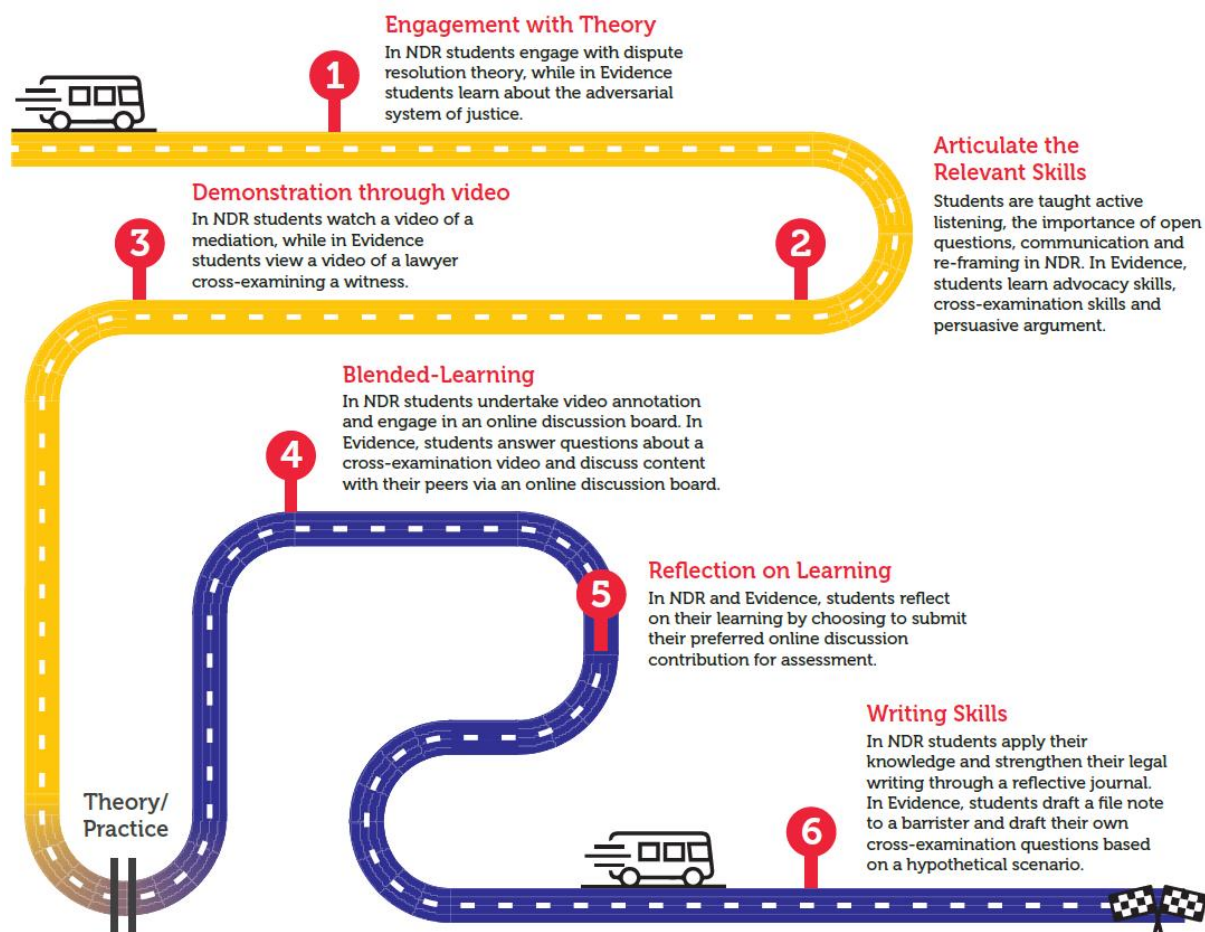 1
Engagement with Theory
In NDR students engage with dispute
resolution theory, while in Evidence
students learn about the adversarial
system of justice.
2
Articulate the
Relevant Skills
Students are taught active
listening, the importance of open
questions, communication and
re-framing in NDR. In Evidence,
students learn advocacy skills,
cross-examination skills and
persuasive argument.
3
Demonstration through video
In NDR students watch a video of a
mediation, while in Evidence
students view a video of a lawyer
cross-examining a witness.
Theory/
Practice
4
Blended-Learning
In NDR students undertake video annotation
and engage in an online discussion board. In
Evidence, students answer questions about a
cross-examination video and discuss content
with their peers via an online discussion board.
5
Reflection on Learning
In NDR and Evidence, students reflect
on their learning by choosing to submit
their preferred online discussion
contribution for assessment.
6
Writing Skills
In NDR students apply their
knowledge and strengthen their legal
writing through a reflective journal.
In Evidence, students draft a file note
to a barrister and draft their own
cross-examination questions based
on a hypothetical scenario.